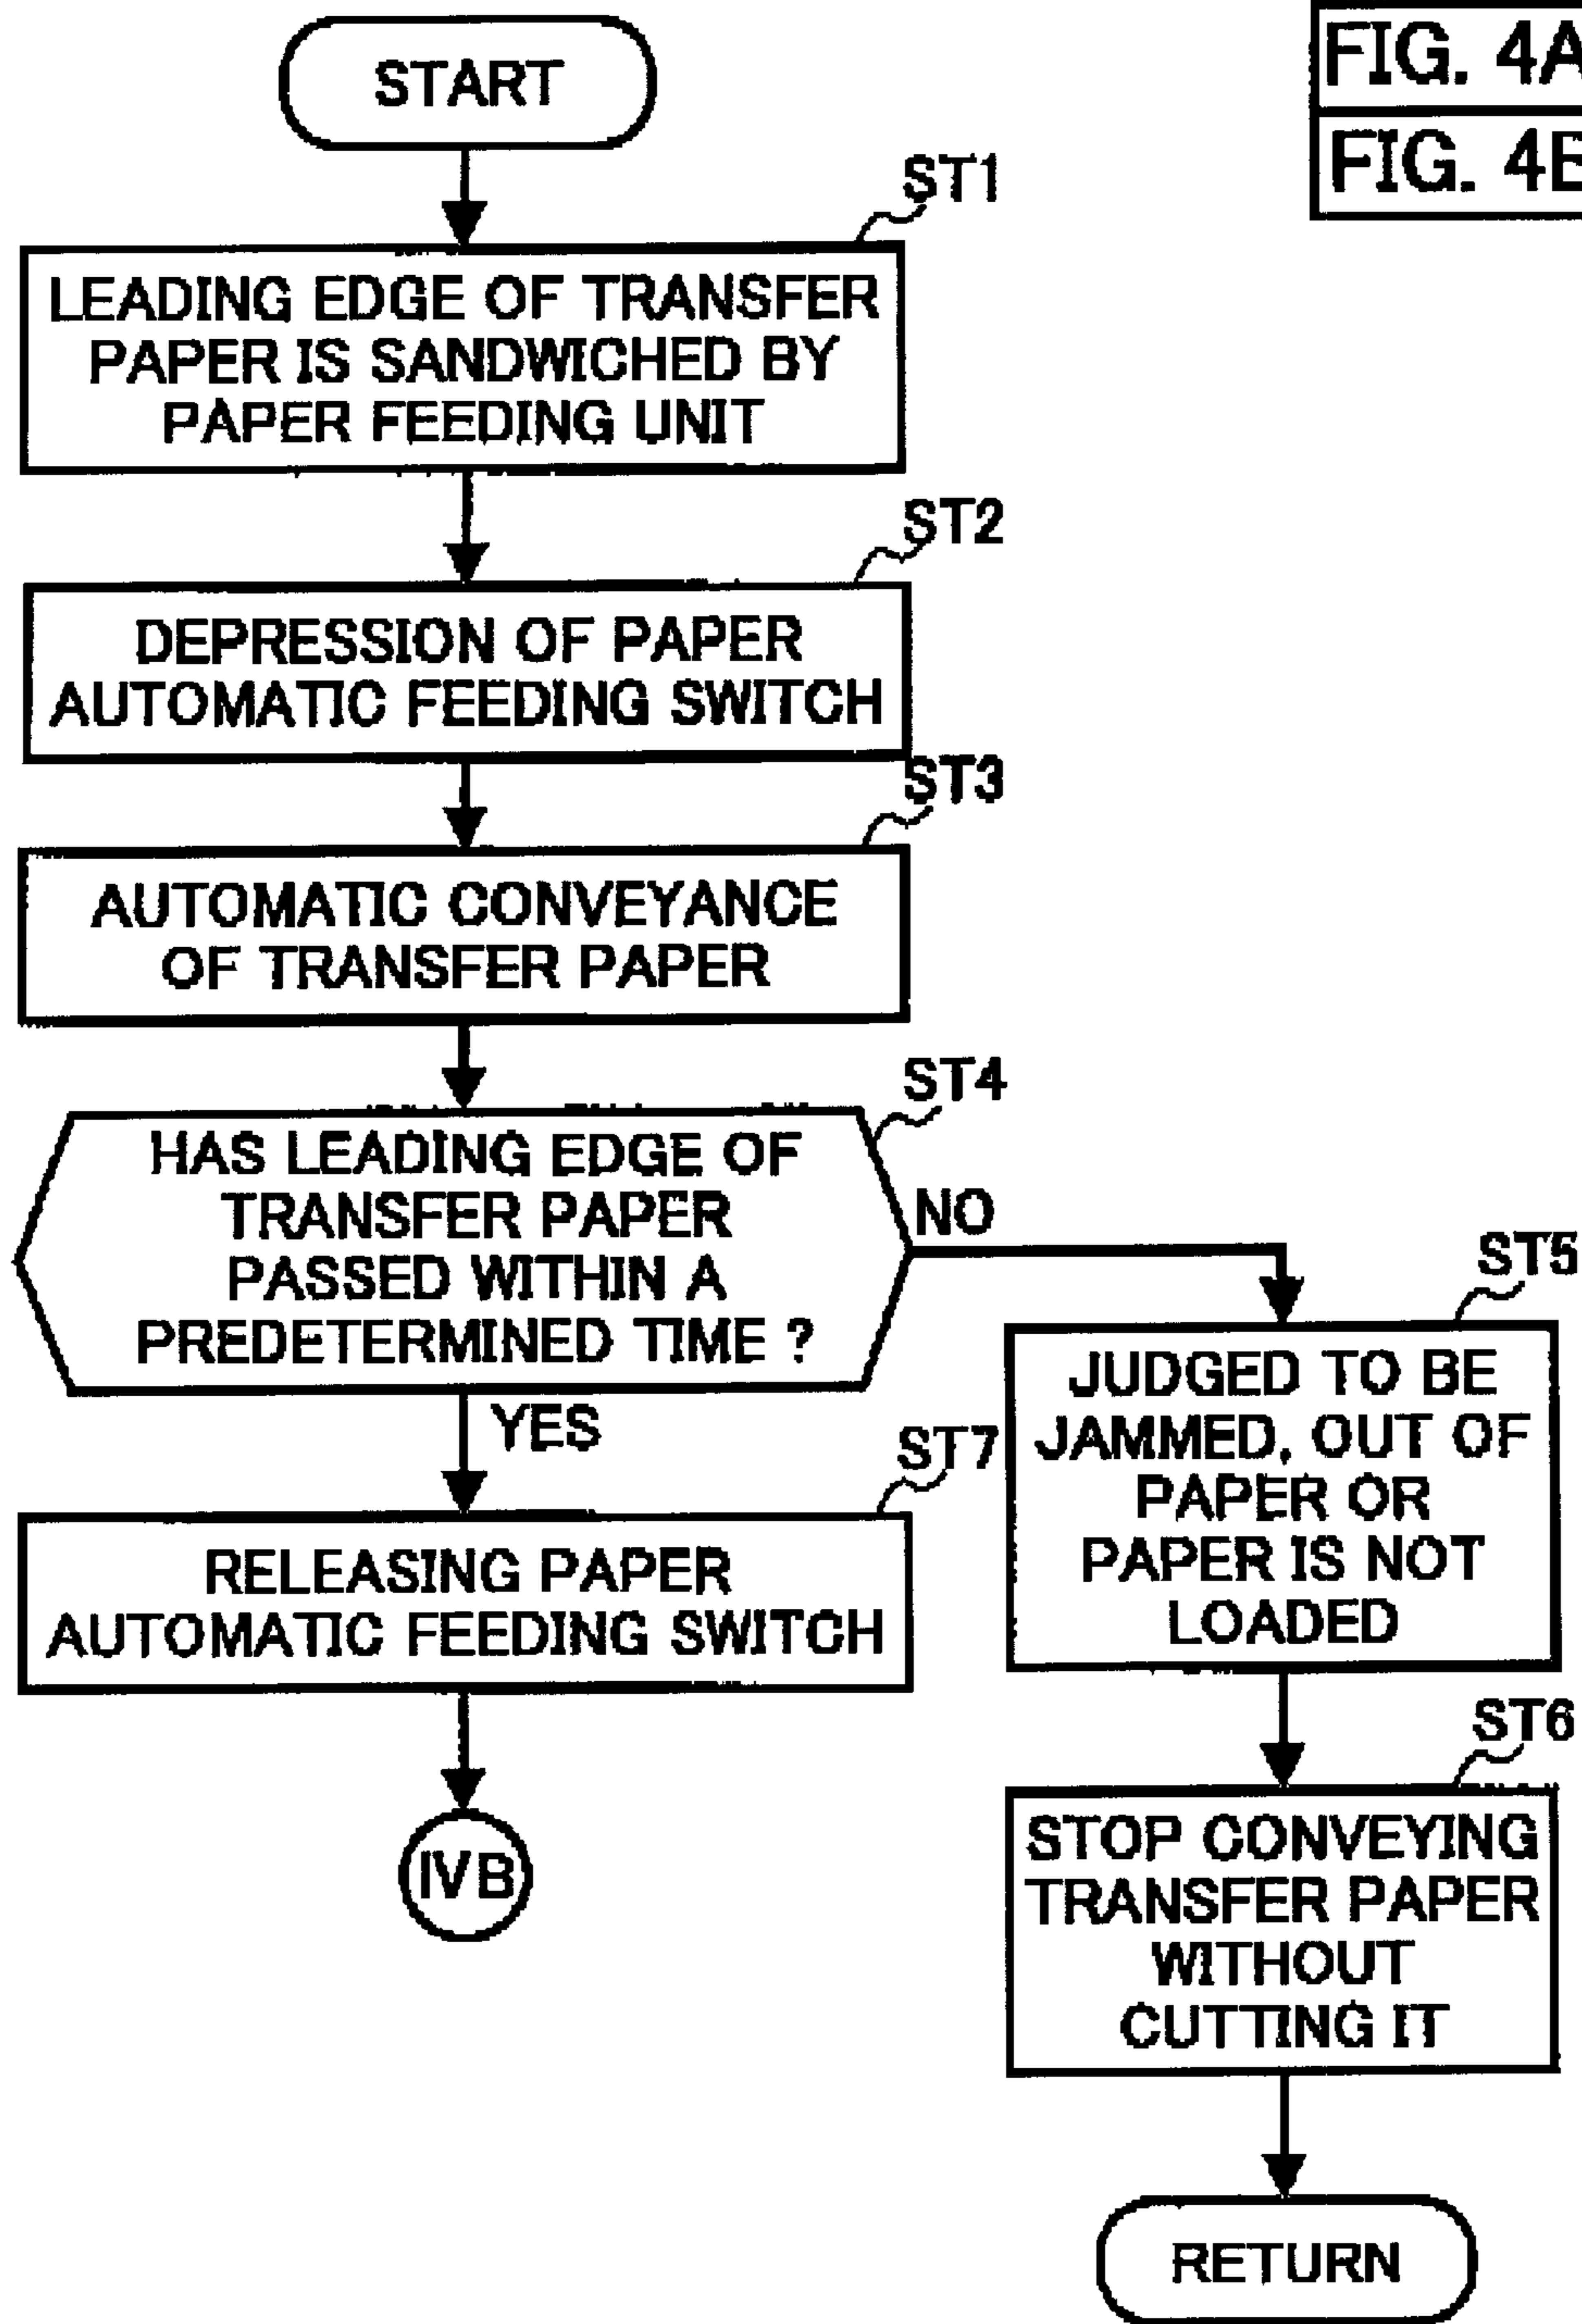 FIG. 4A
FIG. 4B
START
ST1
LEADING EDGE OF TRANSFER
PAPER IS SANDWICHED BY
PAPER FEEDING UNIT
ST2
DEPRESSION OF PAPER
AUTOMATIC FEEDING SWITCH
ST3
AUTOMATIC CONVEYANCE
OF TRANSFER PAPER
ST4
HAS LEADING EDGE OF
TRANSFER PAPER
PASSED WITHIN A
PREDETERMINED TIME ?
NO
YES
ST5
JUDGED TO BE
JAMMED, OUT OF
PAPER OR
PAPER IS NOT
LOADED
ST7
RELEASING PAPER
AUTOMATIC FEEDING SWITCH
IVB
ST6
STOP CONVEYING
TRANSFER PAPER
WITHOUT
CUTTING IT
RETURN